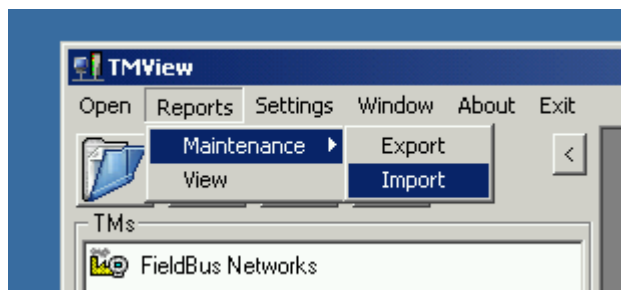 TMView
Open Reports Settings Window About Exit
Maintenance Export
View Import
<
TMs
FieldBus Networks